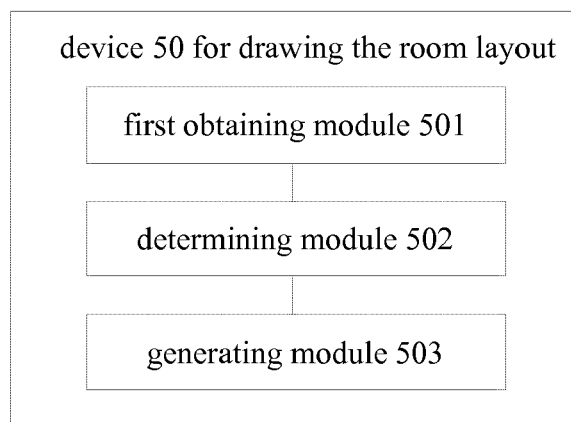 device 50 for drawing the room layout
first obtaining module 501
determining module 502
generating module 503